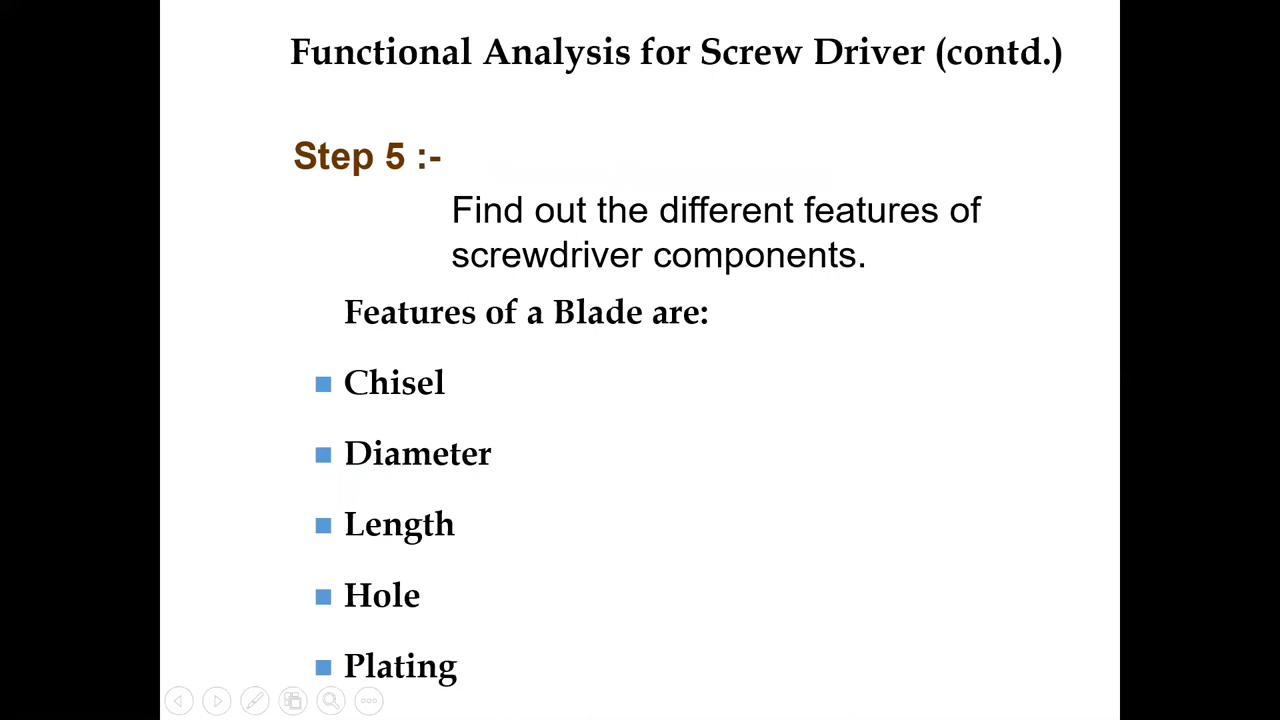 Functional Analysis for Screw Driver (contd.)
Step 5 :-
Find out the different features of
screwdriver components.
Features of a Blade are:
Chisel
Diameter
Length
Hole
Plating